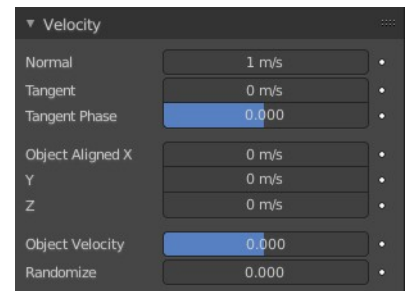 Velocity
Normal 1 m/s
Tangent 0 m/s
Tangent Phase 0.000
Object Aligned X 0 m/s
Y 0 m/s
Z 0 m/s
Object Velocity 0.000
Randomize 0.000